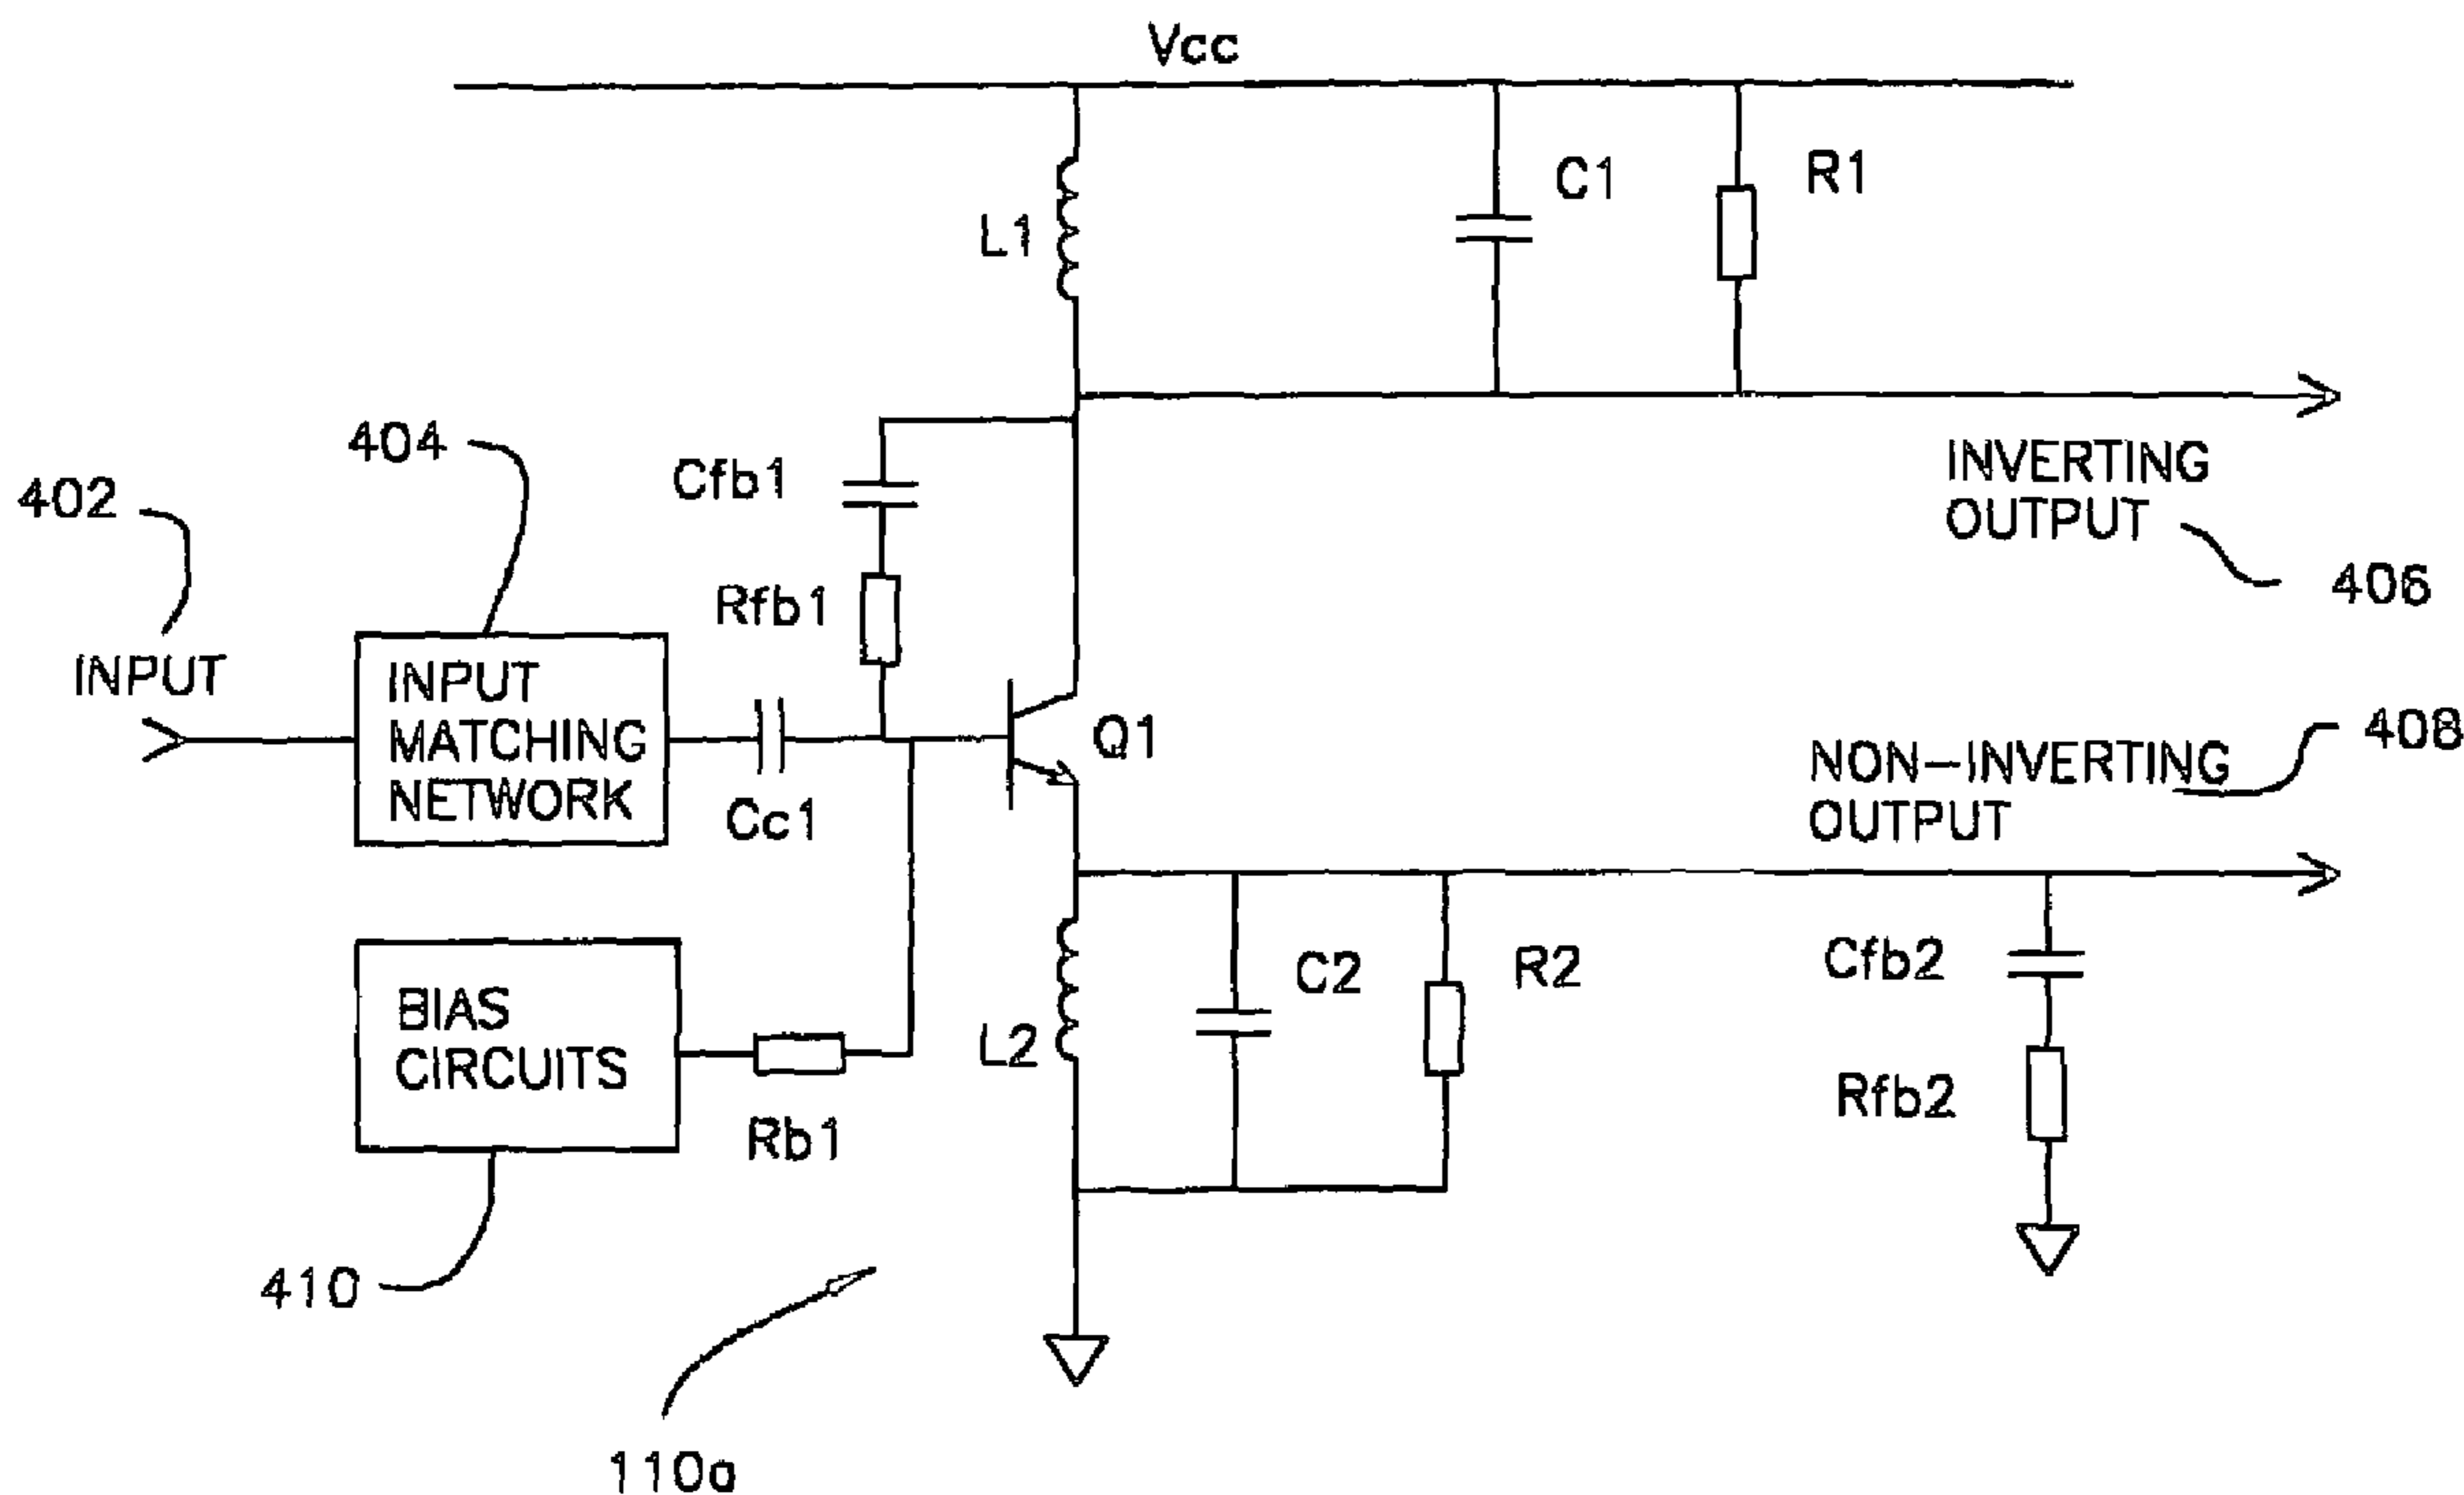 Vcc
C1
R1
L1
404
402
Cfb1
INVERTING
OUTPUT
406
Rfb1
INPUT
INPUT
MATCHING
NETWORK
Cc1
Q1
NON-INVERTING
OUTPUT
408
BIAS
CIRCUITS
Rb1
L2
C2
R2
Cfb2
Rfb2
410
110a